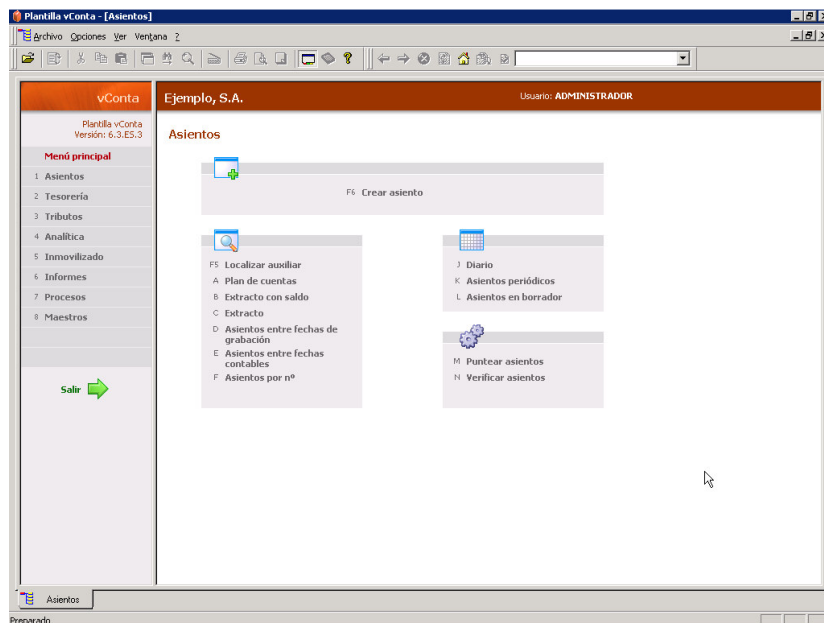 Plantilla vConta - [Asientos]
Archivo Opciones Ver Ventana ?
vConta
Ejemplo, S.A.
Usuario: ADMINISTRADOR
Plantilla vConta
Versión: 6.3.E5.3
Menú principal
1 Asientos
2 Tesorería
3 Tributos
4 Analítica
5 Inmovilizado
6 Informes
7 Procesos
8 Maestros
Salir
Asientos
F6 Crear asiento
F5 Localizar auxiliar
A Plan de cuentas
B Extracto con saldo
C Extracto
D Asientos entre fechas de
grabación
E Asientos entre fechas
contables
F Asientos por nº
J Diario
K Asientos periódicos
L Asientos en borrador
M Puntear asientos
N Verificar asientos
Asientos
Preparado